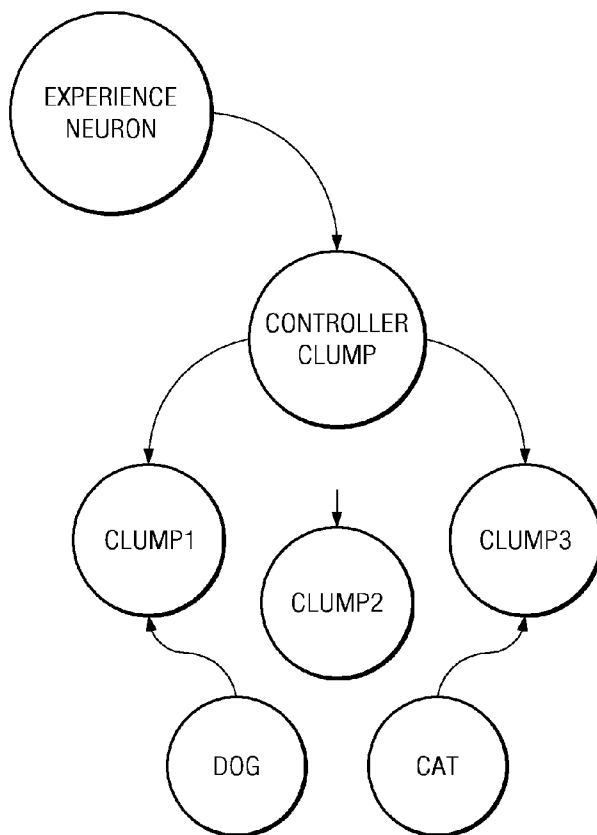 EXPERIENCE
NEURON
CONTROLLER
CLUMP
CLUMP1
CLUMP2
CLUMP3
DOG
CAT